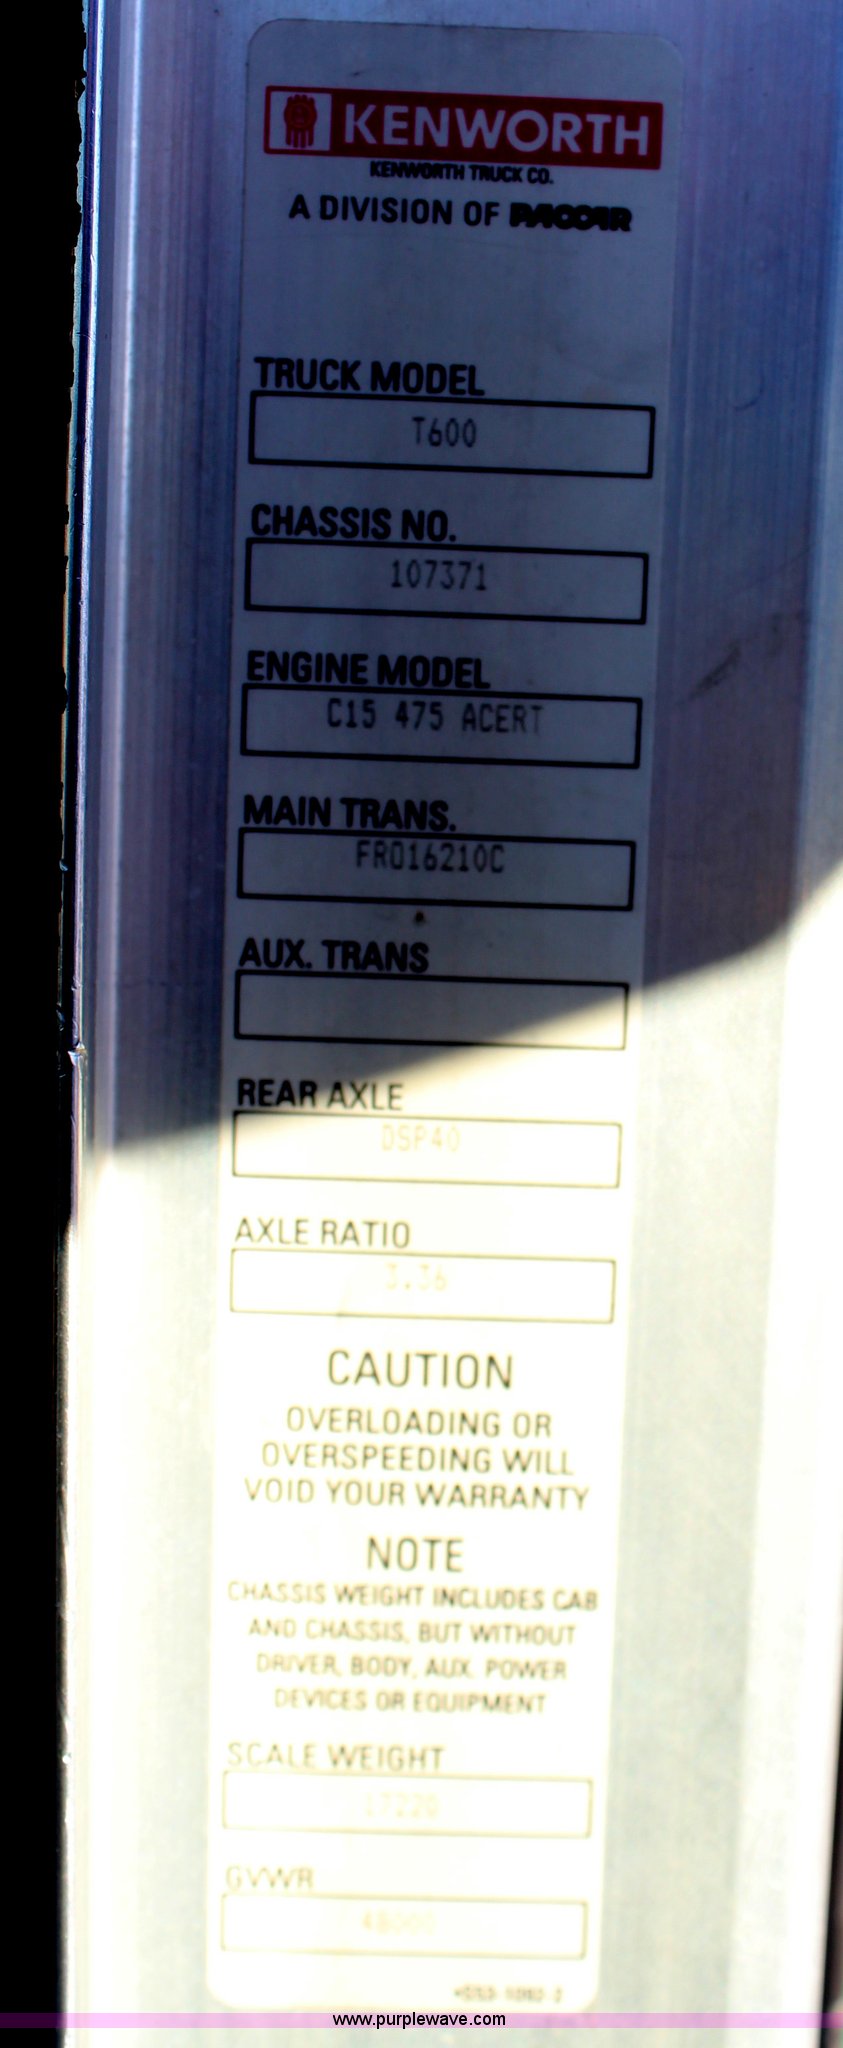 KENWORTH
KENWORTH TRUCK CO.
A DIVISION OF PACCAR
TRUCK MODEL
T600
CHASSIS NO.
107371
ENGINE MODEL
C15 475 ACERT
MAIN TRANS.
FRO16210C
AUX. TRANS
REAR AXLE
DSP40
AXLE RATIO
3.36
CAUTION
OVERLOADING OR
OVERSPEEDING WILL
VOID YOUR WARRANTY
NOTE
CHASSIS WEIGHT INCLUDES CAB
AND CHASSIS, BUT WITHOUT
DRIVER, BODY, AUX. POWER
DEVICES OR EQUIPMENT
SCALE WEIGHT
17220
GVWR
www.purplewave.com